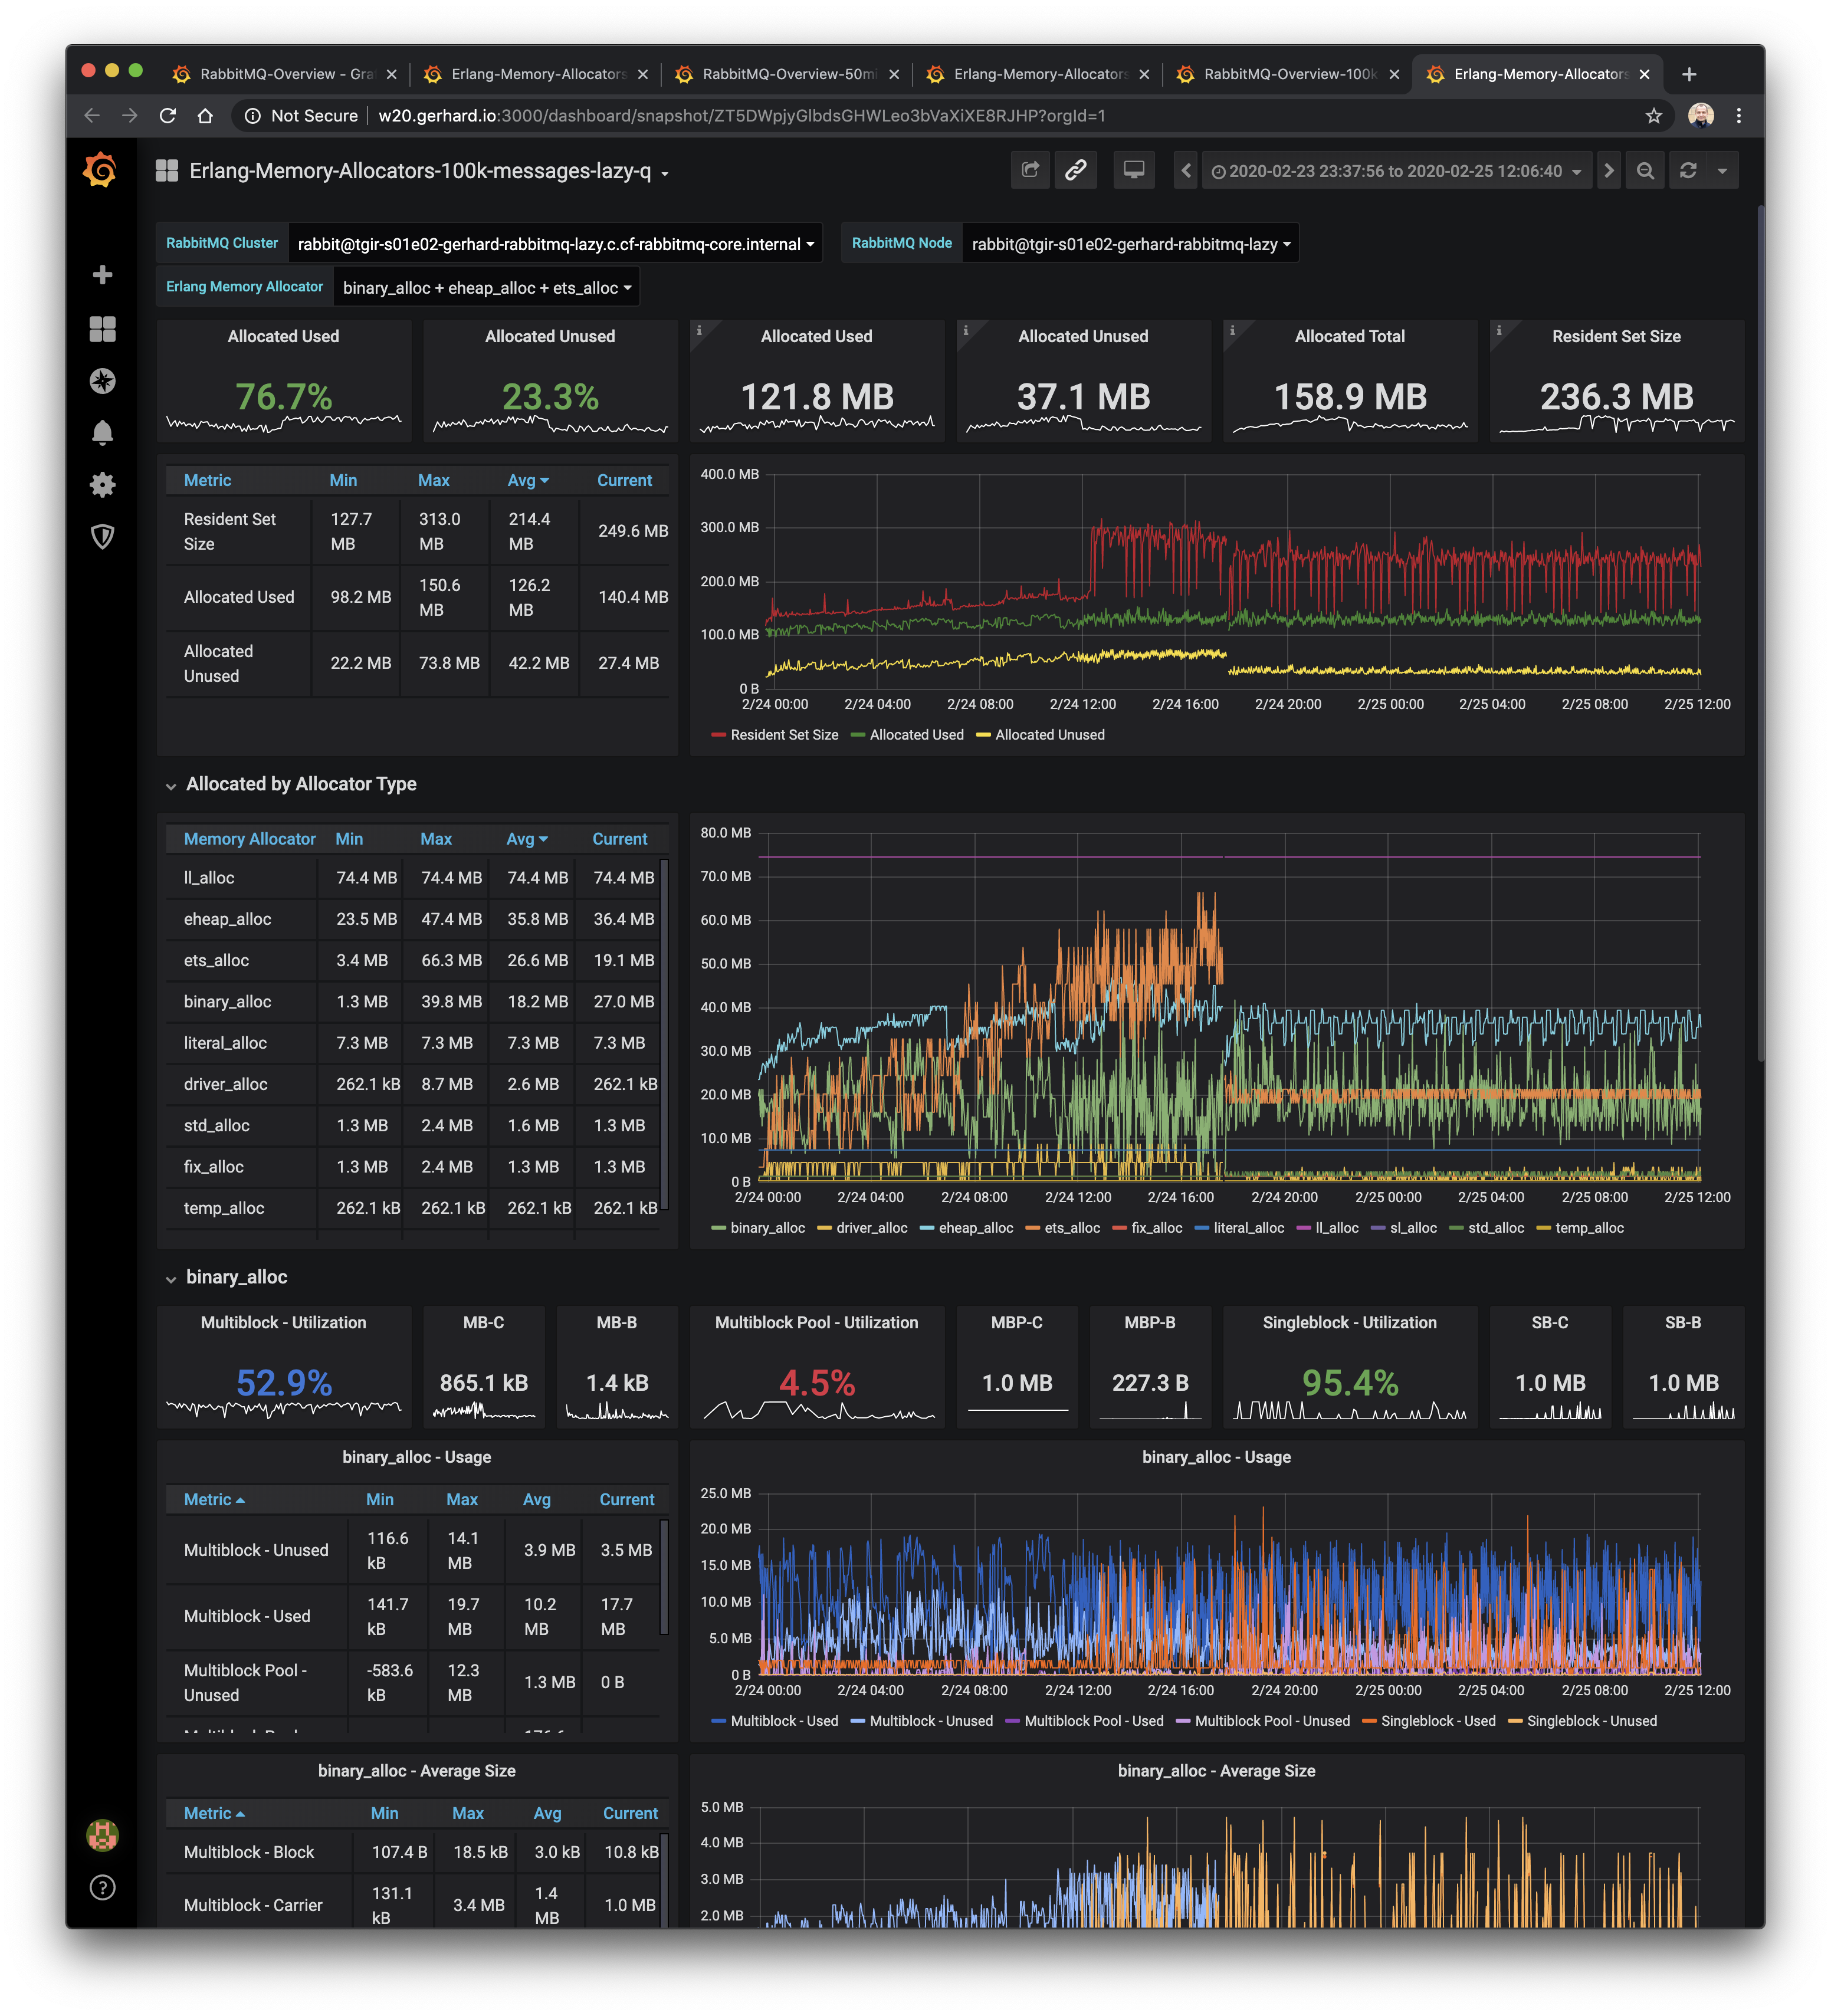 RabbitMQ-Overview - Gra
Erlang-Memory-Allocators
RabbitMQ-Overview-50mi
Erlang-Memory-Allocators
RabbitMQ-Overview-100k
Erlang-Memory-Allocators
Not Secure | w20.gerhard.io:3000/dashboard/snapshot/ZT5DWpjyGlbdsGHWLeo3bVaXiXE8RJHP?orgId=1
Erlang-Memory-Allocators-100k-messages-lazy-q
2020-02-23 23:37:56 to 2020-02-25 12:06:40
RabbitMQ Cluster rabbit@tgir-s01e02-gerhard-rabbitmq-lazy.c.cf-rabbitmq-core.internal RabbitMQ Node rabbit@tgir-s01e02-gerhard-rabbitmq-lazy
Erlang Memory Allocator binary_alloc + eheap_alloc + ets_alloc
Allocated Used Allocated Unused Allocated Used Allocated Unused Allocated Total Resident Set Size
76.7% 23.3% 121.8 MB 37.1 MB 158.9 MB 236.3 MB
Metric Min Max Avg Current
Resident Set Size 127.7 MB 313.0 MB 214.4 MB 249.6 MB
Allocated Used 98.2 MB 150.6 MB 126.2 MB 140.4 MB
Allocated Unused 22.2 MB 73.8 MB 42.2 MB 27.4 MB
400.0 MB
300.0 MB
200.0 MB
100.0 MB
0 B
2/24 00:00 2/24 04:00 2/24 08:00 2/24 12:00 2/24 16:00 2/24 20:00 2/25 00:00 2/25 04:00 2/25 08:00 2/25 12:00
Resident Set Size Allocated Used Allocated Unused
Allocated by Allocator Type
Memory Allocator Min Max Avg Current
ll_alloc 74.4 MB 74.4 MB 74.4 MB 74.4 MB
eheap_alloc 23.5 MB 47.4 MB 35.8 MB 36.4 MB
ets_alloc 3.4 MB 66.3 MB 26.6 MB 19.1 MB
binary_alloc 1.3 MB 39.8 MB 18.2 MB 27.0 MB
literal_alloc 7.3 MB 7.3 MB 7.3 MB 7.3 MB
driver_alloc 262.1 kB 8.7 MB 2.6 MB 262.1 kB
std_alloc 1.3 MB 2.4 MB 1.6 MB 1.3 MB
fix_alloc 1.3 MB 2.4 MB 1.3 MB 1.3 MB
temp_alloc 262.1 kB 262.1 kB 262.1 kB 262.1 kB
80.0 MB
70.0 MB
60.0 MB
50.0 MB
40.0 MB
30.0 MB
20.0 MB
10.0 MB
0 B
2/24 00:00 2/24 04:00 2/24 08:00 2/24 12:00 2/24 16:00 2/24 20:00 2/25 00:00 2/25 04:00 2/25 08:00 2/25 12:00
binary_alloc driver_alloc eheap_alloc ets_alloc fix_alloc literal_alloc ll_alloc sl_alloc std_alloc temp_alloc
binary_alloc
Multiblock - Utilization MB-C MB-B Multiblock Pool - Utilization MBP-C MBP-B Singleblock - Utilization SB-C SB-B
52.9% 865.1 kB 1.4 kB 4.5% 1.0 MB 227.3 B 95.4% 1.0 MB 1.0 MB
binary_alloc - Usage
Metric Min Max Avg Current
Multiblock - Unused 116.6 kB 14.1 MB 3.9 MB 3.5 MB
Multiblock - Used 141.7 kB 19.7 MB 10.2 MB 17.7 MB
Multiblock Pool - Unused -583.6 kB 12.3 MB 1.3 MB 0 B
binary_alloc - Usage
25.0 MB
20.0 MB
15.0 MB
10.0 MB
5.0 MB
0 B
2/24 00:00 2/24 04:00 2/24 08:00 2/24 12:00 2/24 16:00 2/24 20:00 2/25 00:00 2/25 04:00 2/25 08:00 2/25 12:00
Multiblock - Used Multiblock - Unused Multiblock Pool - Used Multiblock Pool - Unused Singleblock - Used Singleblock - Unused
binary_alloc - Average Size
Metric Min Max Avg Current
Multiblock - Block 107.4 B 18.5 kB 3.0 kB 10.8 kB
Multiblock - Carrier 131.1 kB 3.4 MB 1.4 MB 1.0 MB
binary_alloc - Average Size
5.0 MB
4.0 MB
3.0 MB
2.0 MB